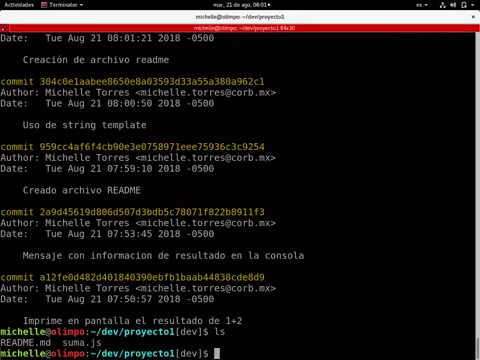 Actividades Terminator mar, 21 de ago, 08:01 es
michelle@olimpo:~/dev/proyecto1
michelle@olimpo:~/dev/proyecto1 84x30
Date:   Tue Aug 21 08:01:21 2018 -0500
Creación de archivo readme
commit 304c0e1aabee8650e8a03593d33a55a380a962c1
Author: Michelle Torres <michelle.torres@corb.mx>
Date:   Tue Aug 21 08:00:50 2018 -0500
Uso de string template
commit 959cc4af6f4cb90e3e0758971eee75936c3c9254
Author: Michelle Torres <michelle.torres@corb.mx>
Date:   Tue Aug 21 07:59:10 2018 -0500
Creado archivo README
commit 2a9d45619d806d507d3bdb5c78071f822b8911f3
Author: Michelle Torres <michelle.torres@corb.mx>
Date:   Tue Aug 21 07:53:45 2018 -0500
Mensaje con informacion de resultado en la consola
commit a12fe0d482d401840390ebfb1baab44838cde8d9
Author: Michelle Torres <michelle.torres@corb.mx>
Date:   Tue Aug 21 07:50:57 2018 -0500
Imprime en pantalla el resultado de 1+2
michelle@olimpo:~/dev/proyecto1[dev]$ ls
README.md  suma.js
michelle@olimpo:~/dev/proyecto1[dev]$